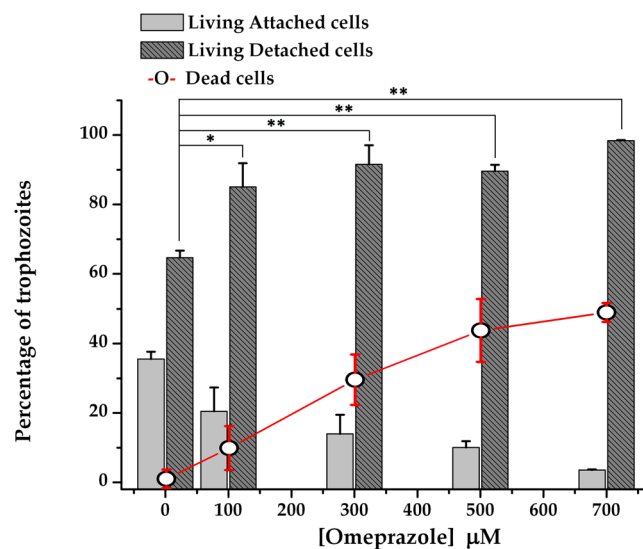 Living Attached cells
Living Detached cells
-O- Dead cells
**
**
**
*
100
80
60
40
20
0
Percentage of trophozoites
0 100 200 300 400 500 600 700
[Omeprazole] μM